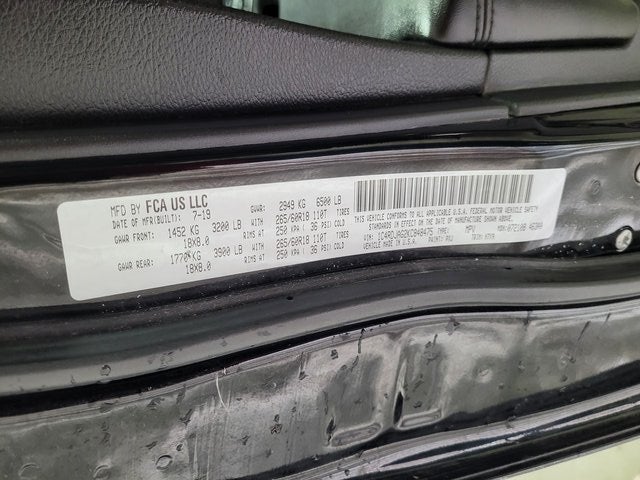 MFD BY FCA US LLC
DATE OF MFR(BUILT) 7-19 GVWR 2949 KG 6500 LB
GAWR FRONT: 1452 KG 3200 LB WITH 265/60R18 110T TIRES
18X8.0 RIMS AT 250 KPA( 36 PSI) COLD
GAWR REAR: 1770 KG 3900 LB WITH 265/60R18 110T TIRES
18X8.0 RIMS AT 250 KPA( 36 PSI) COLD
THIS VEHICLE CONFORMS TO ALL APPLICABLE U.S.A. FEDERAL MOTOR VEHICLE SAFETY
STANDARDS IN EFFECT ON THE DATE OF MANUFACTURE SHOWN ABOVE.
TYPE: MPV
MADE IN U.S.A. PAINT: TRIM: